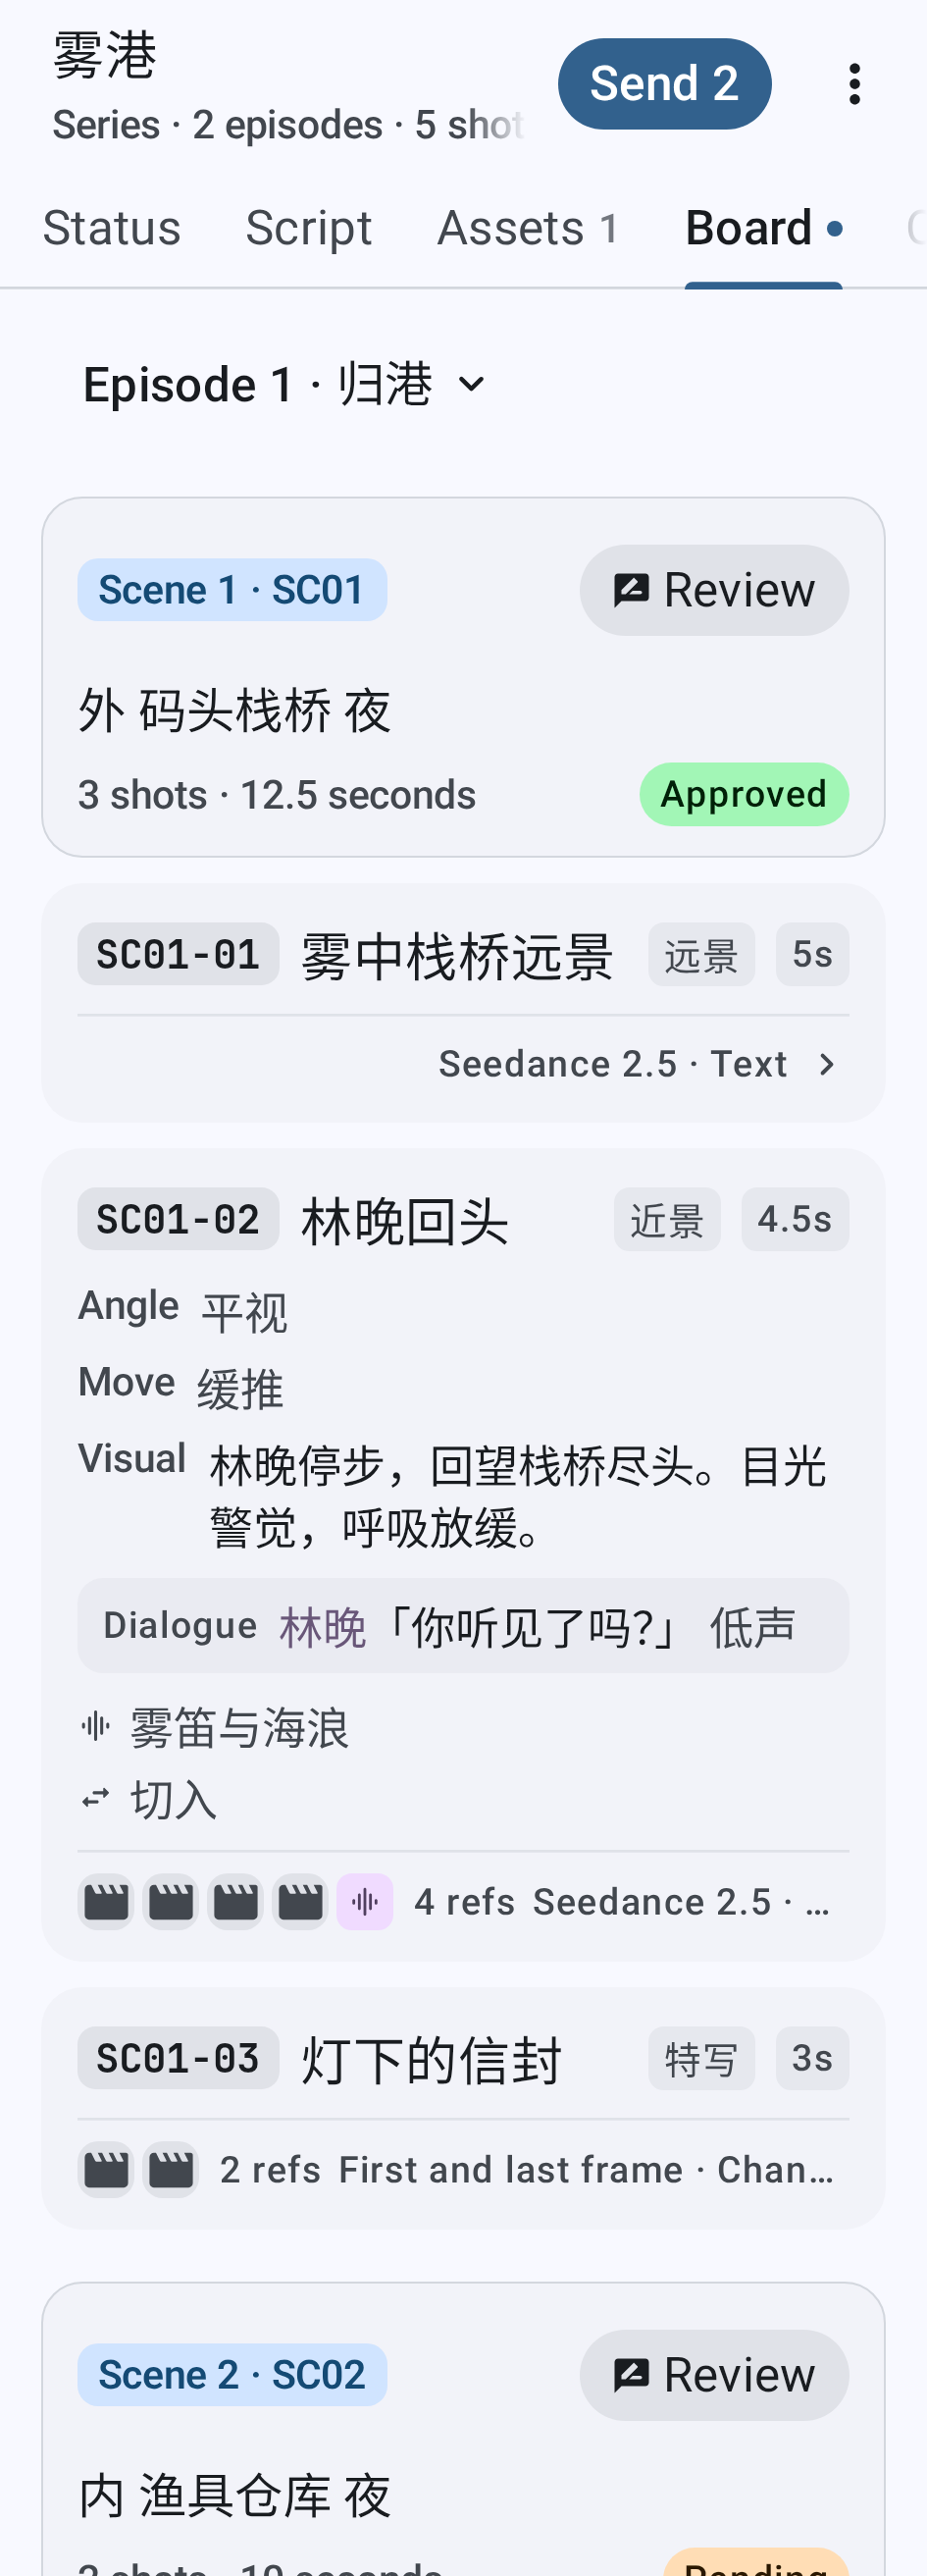 雾港
Send 2
Series · 2 episodes · 5 shot
Status Script Assets 1 Board
Episode 1 · 归港
Scene 1 · SC01 Review
外 码头栈桥 夜
3 shots · 12.5 seconds Approved
SC01-01 雾中栈桥远景 远景 5s
Seedance 2.5 · Text
SC01-02 林晚回头 近景 4.5s
Angle 平视
Move 缓推
Visual 林晚停步，回望栈桥尽头。目光
警觉，呼吸放缓。
Dialogue 林晚「你听见了吗？」 低声
雾笛与海浪
切入
4 refs Seedance 2.5 · …
SC01-03 灯下的信封 特写 3s
2 refs First and last frame · Chan…
Scene 2 · SC02 Review
内 渔具仓库 夜
Pending